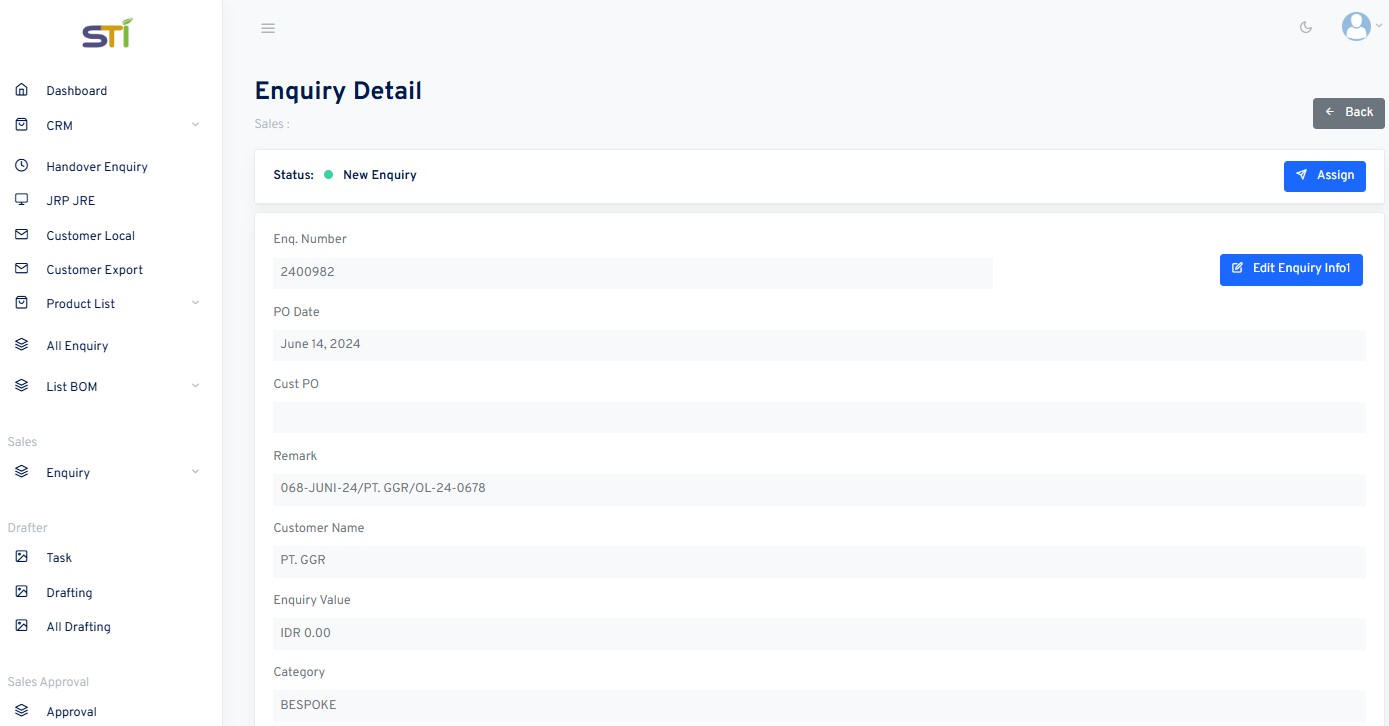 STI
Dashboard
CRM
Handover Enquiry
JRP JRE
Customer Local
Customer Export
Product List
All Enquiry
List BOM
Sales
Enquiry
Drafter
Task
Drafting
All Drafting
Sales Approval
Approval
Enquiry Detail
Sales :
Back
Status: New Enquiry
Assign
Enq. Number
2400982
Edit Enquiry Info1
PO Date
June 14, 2024
Cust PO
Remark
068-JUNI-24/PT. GGR/OL-24-0678
Customer Name
PT. GGR
Enquiry Value
IDR 0.00
Category
BESPOKE